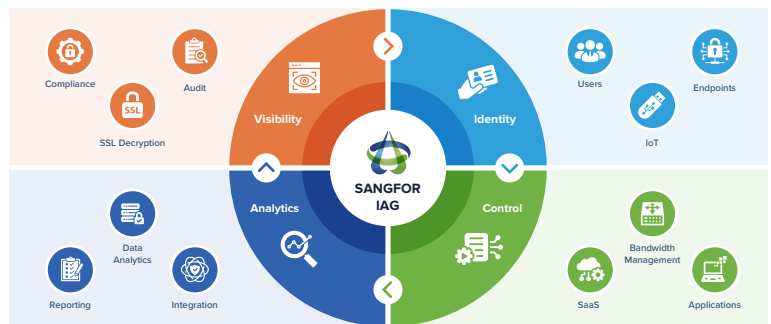 Compliance
Audit
SSL
SSL Decryption
Visibility
Identity
Users
Endpoints
IoT
SANGFOR
IAG
Analytics
Control
Data
Analytics
Reporting
Integration
Bandwidth
Management
SaaS
Applications